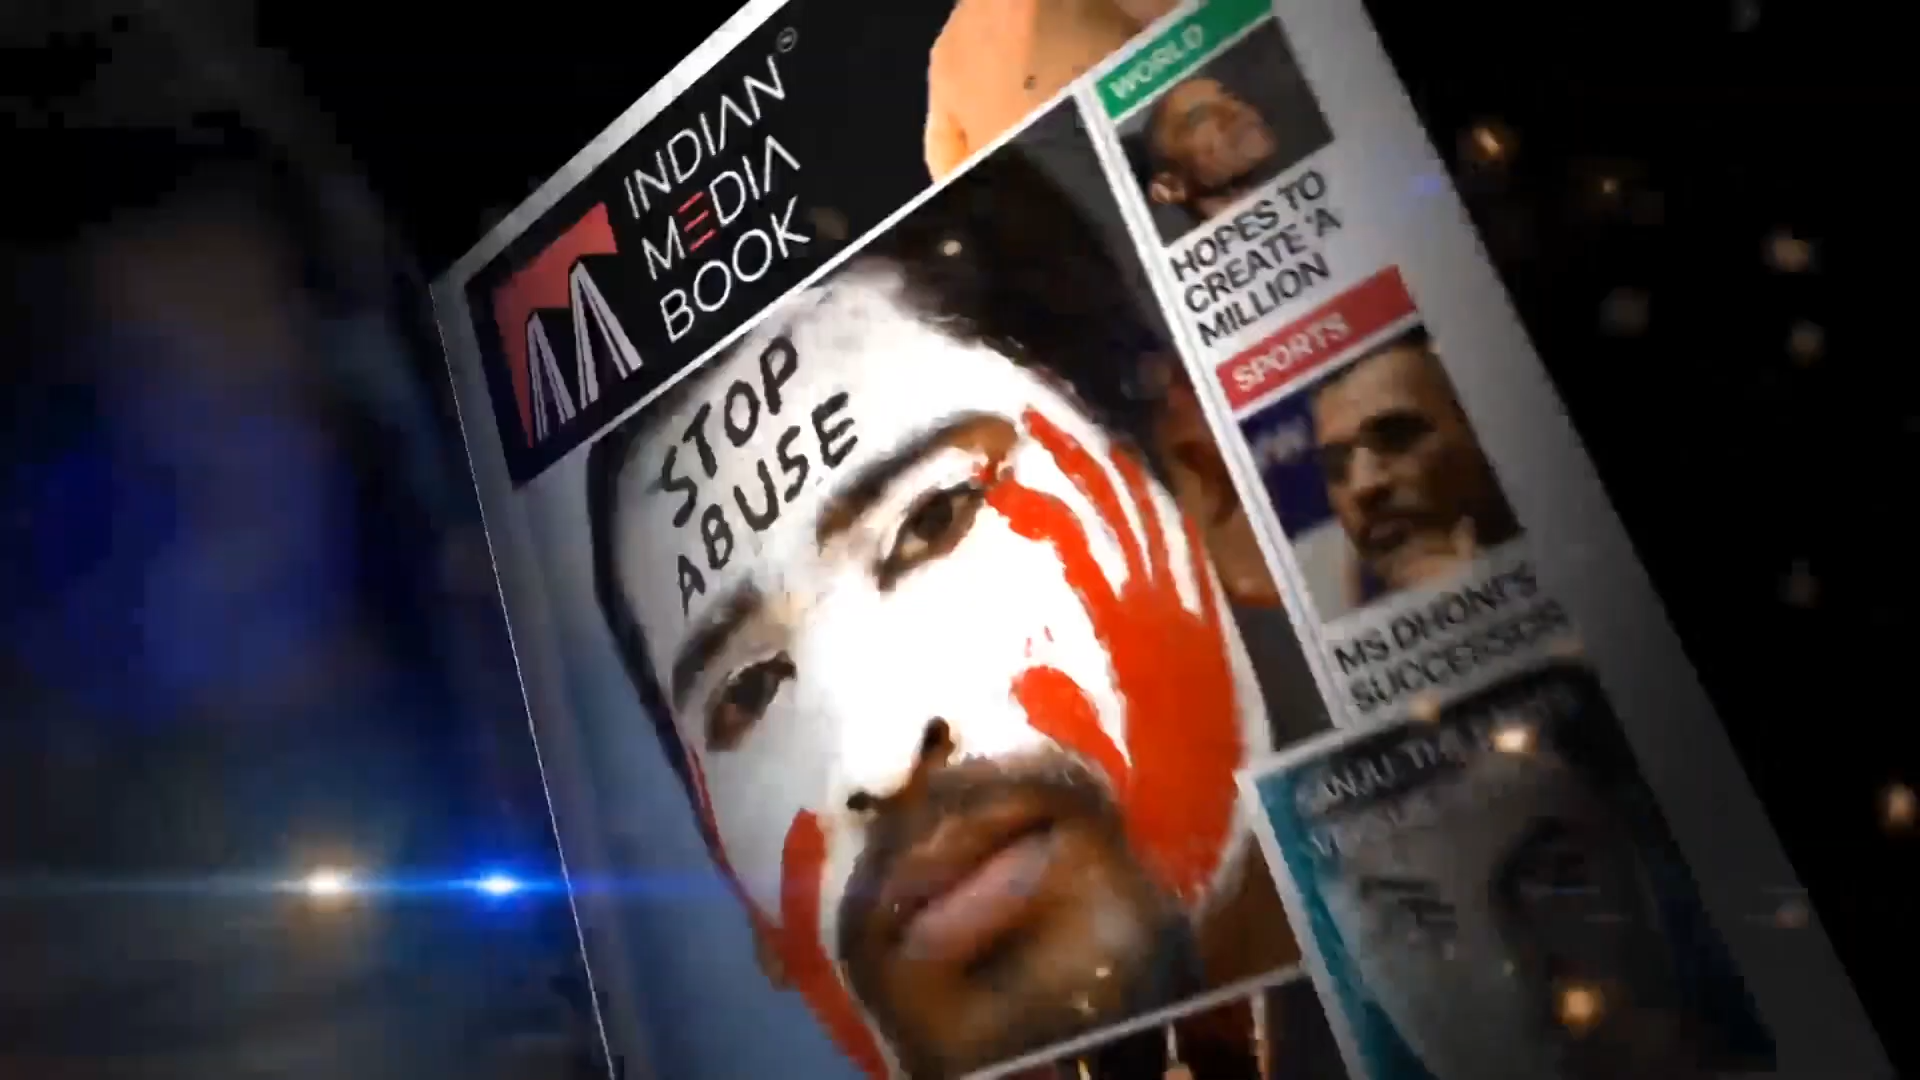 INDIAN
MEDIA
BOOK
STOP
ABUSE
WORLD
HOPES TO
CREATE 'A
MILLION
SPORTS
MS DHONI'S
SUCCESSOR